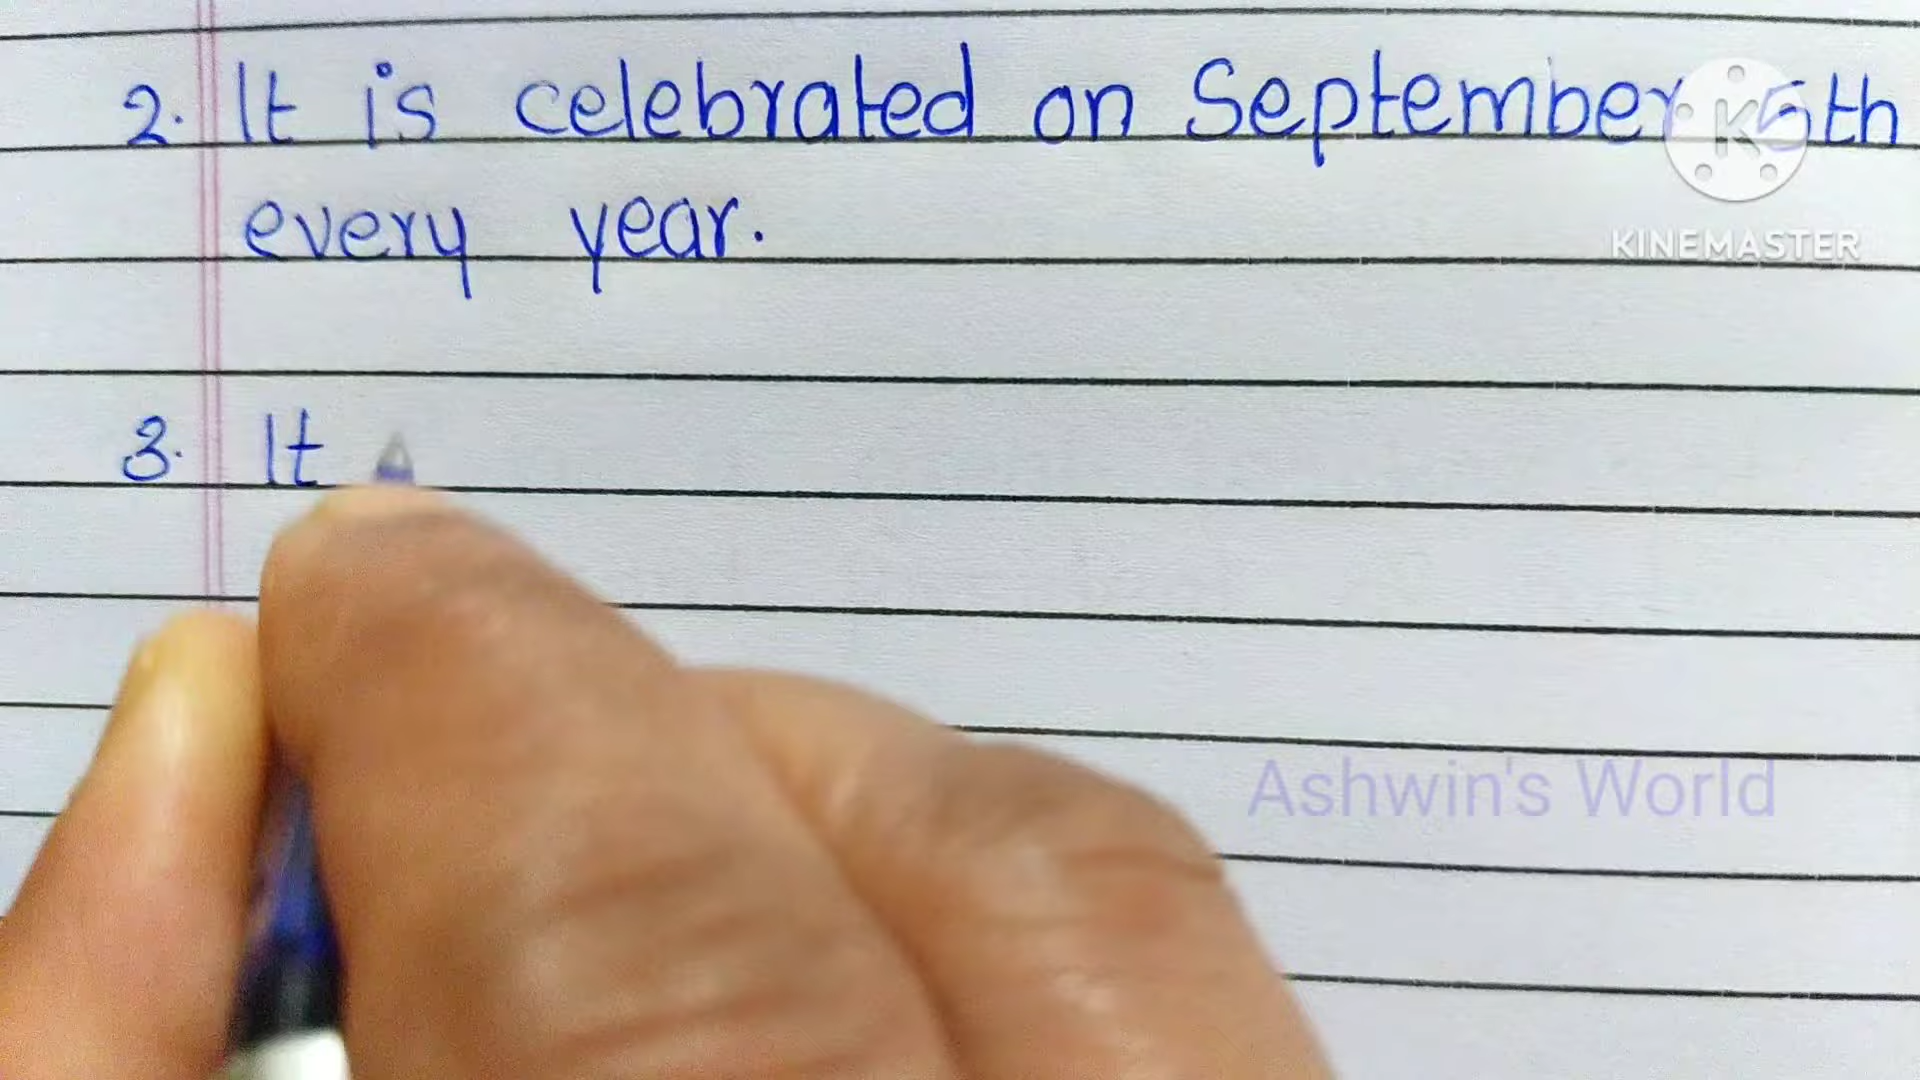 2. It is celebrated on September 5th
KINEMASTER
every year.
3. It
Ashwin's World